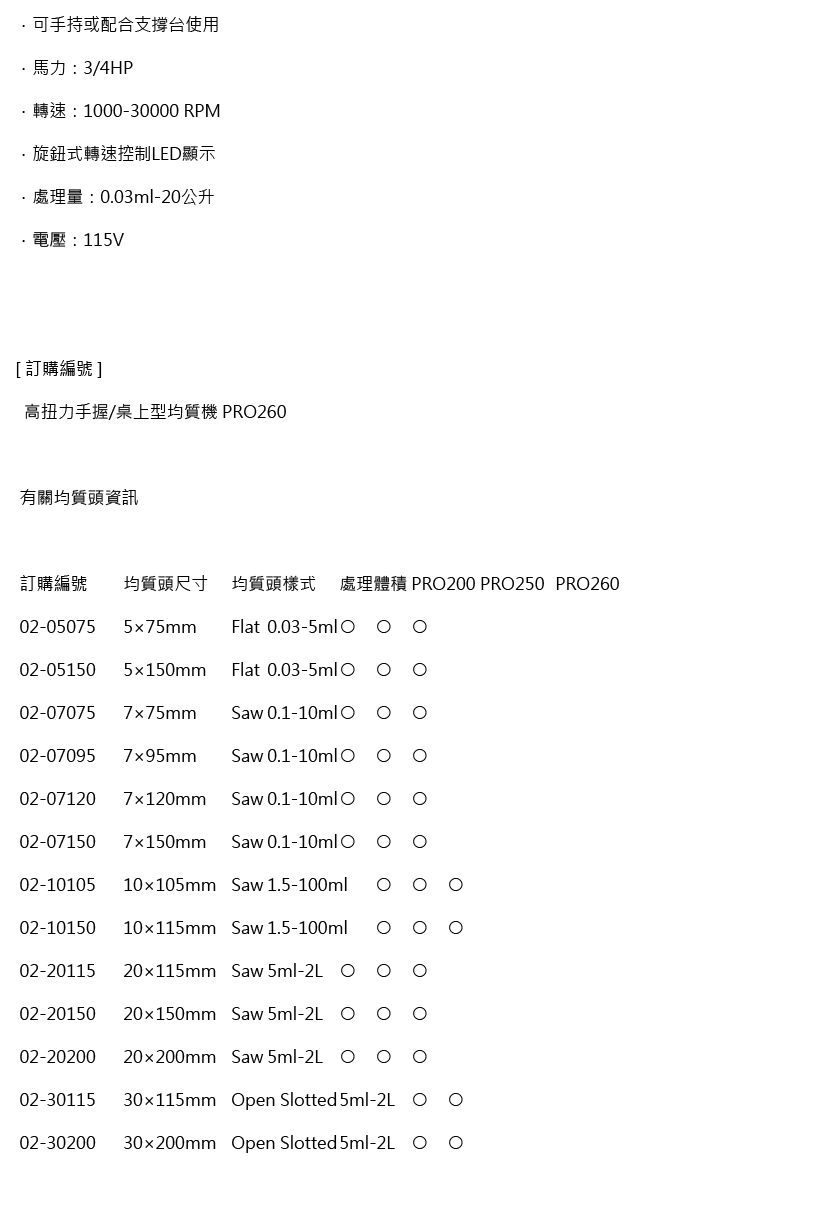 · 可手持或配合支撐台使用
· 馬力：3/4HP
· 轉速：1000-30000 RPM
· 旋鈕式轉速控制LED顯示
· 處理量：0.03ml-20公升
· 電壓：115V
[ 訂購編號 ]
高扭力手握/桌上型均質機 PRO260
有關均質頭資訊
訂購編號 均質頭尺寸 均質頭樣式 處理體積 PRO200 PRO250 PRO260
02-05075 5×75mm Flat 0.03-5ml ○ ○ ○
02-05150 5×150mm Flat 0.03-5ml ○ ○ ○
02-07075 7×75mm Saw 0.1-10ml ○ ○ ○
02-07095 7×95mm Saw 0.1-10ml ○ ○ ○
02-07120 7×120mm Saw 0.1-10ml ○ ○ ○
02-07150 7×150mm Saw 0.1-10ml ○ ○ ○
02-10105 10×105mm Saw 1.5-100ml ○ ○ ○
02-10150 10×115mm Saw 1.5-100ml ○ ○ ○
02-20115 20×115mm Saw 5ml-2L ○ ○ ○
02-20150 20×150mm Saw 5ml-2L ○ ○ ○
02-20200 20×200mm Saw 5ml-2L ○ ○ ○
02-30115 30×115mm Open Slotted 5ml-2L ○ ○
02-30200 30×200mm Open Slotted 5ml-2L ○ ○